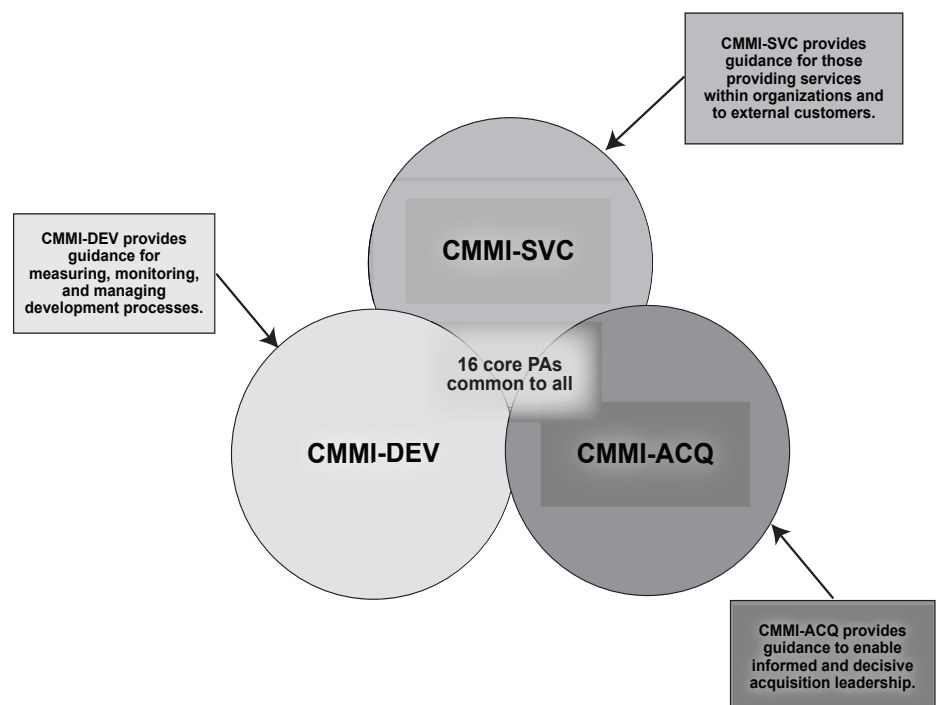 CMMI-SVC provides
guidance for those
providing services
within organizations and
to external customers.
CMMI-DEV provides
guidance for
measuring, monitoring,
and managing
development processes.
CMMI-SVC
16 core PAs
common to all
CMMI-DEV
CMMI-ACQ
CMMI-ACQ provides
guidance to enable
informed and decisive
acquisition leadership.